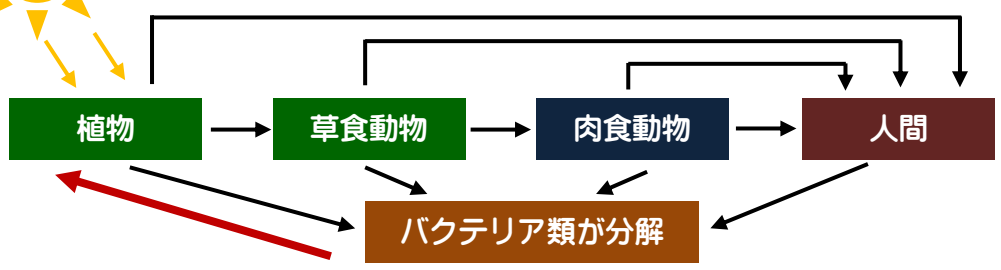 植物
草食動物
肉食動物
人間
バクテリア類が分解